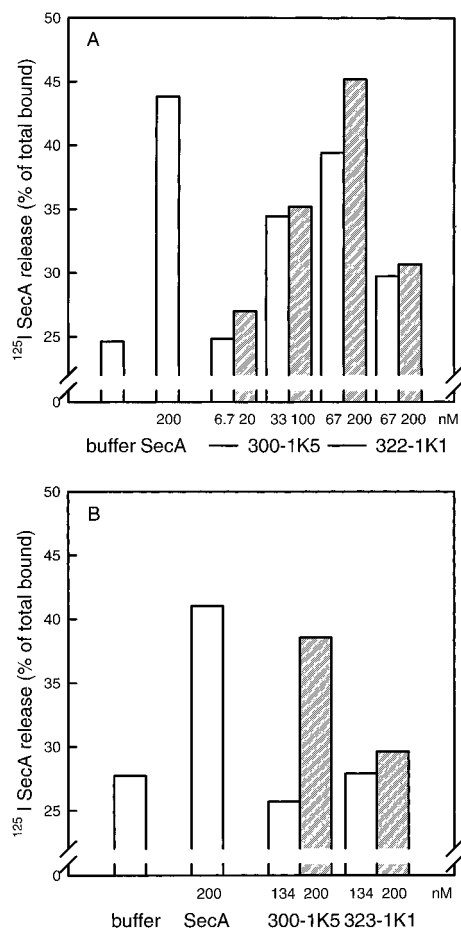 A
50
45
40
35
30
25
0
125I SecA release (% of total bound)
200 6.7 20 33 100 67 200 67 200 nM
buffer SecA — 300-1K5 — 322-1K1
B
50
45
40
35
30
25
0
125I SecA release (% of total bound)
200 134 200 134 200 nM
buffer SecA 300-1K5 323-1K1